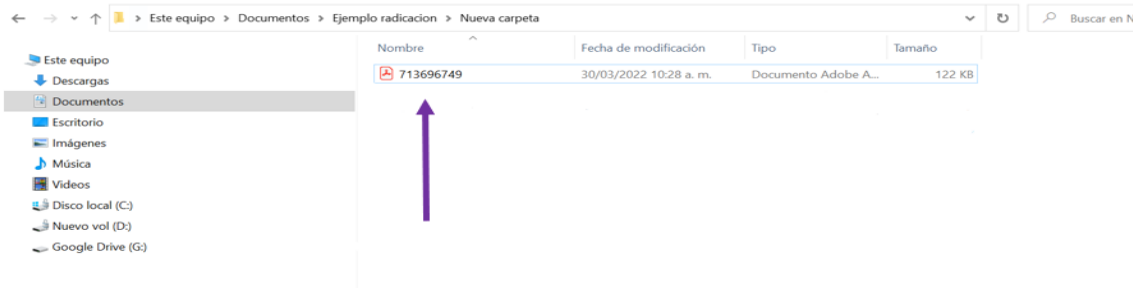 Este equipo > Documentos > Ejemplo radicacion > Nueva carpeta
Buscar en N
Nombre Fecha de modificación Tipo Tamaño
713696749 30/03/2022 10:28 a. m. Documento Adobe A... 122 KB
Este equipo
Descargas
Documentos
Escritorio
Imágenes
Música
Videos
Disco local (C:)
Nuevo vol (D:)
Google Drive (G:)